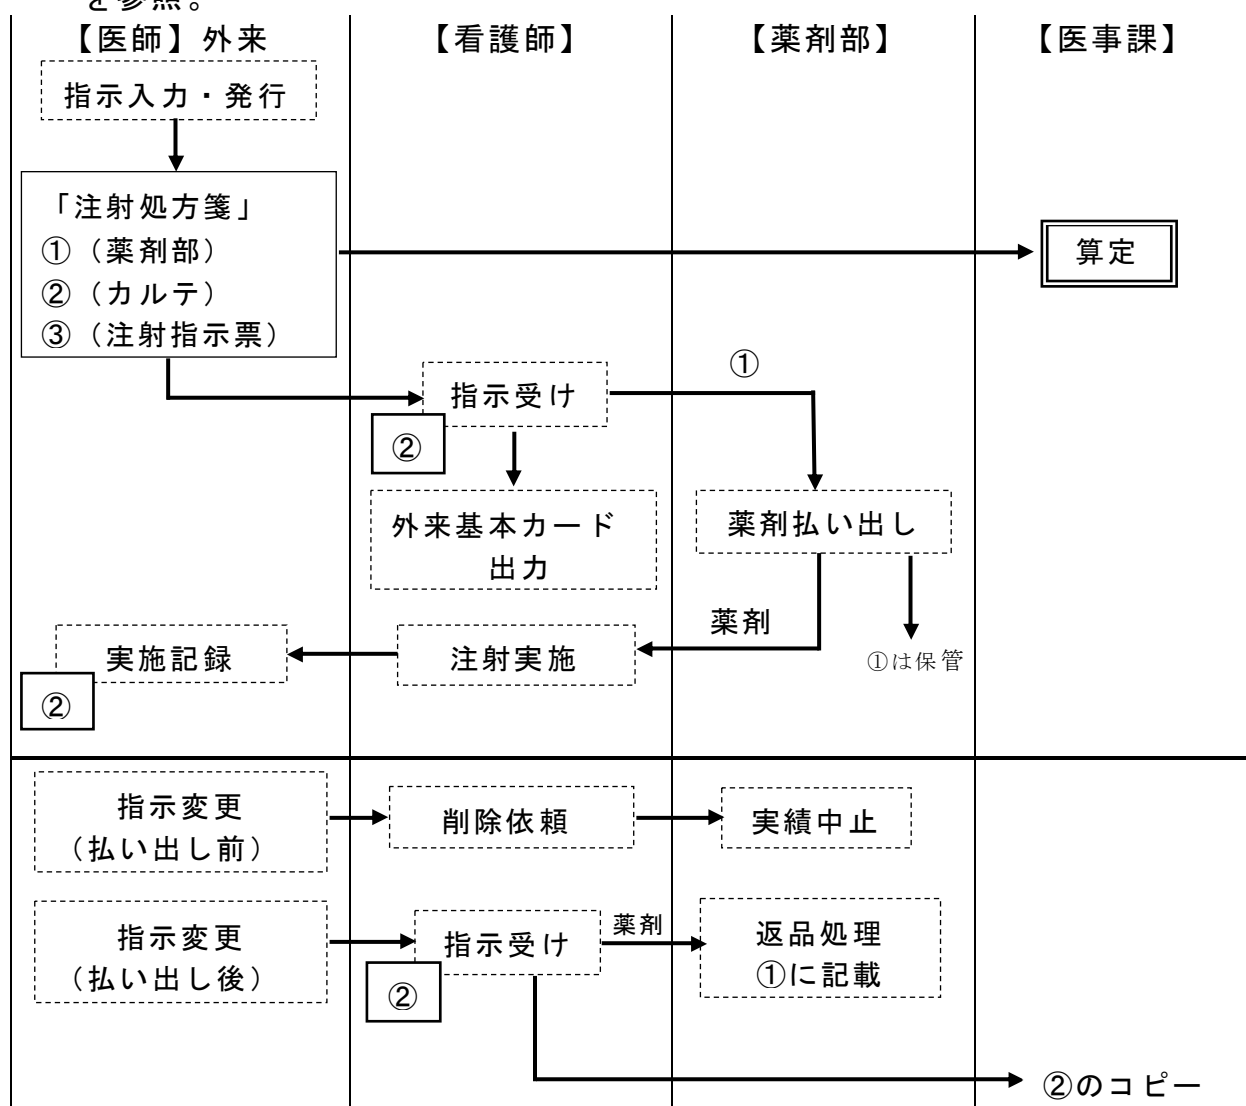 を参照。
【医師】外来
【看護師】
【薬剤部】
【医事課】
指示入力・発行
「注射処方箋」
①（薬剤部）
②（カルテ）
③（注射指示票）
算定
指示受け
①
②
外来基本カード
出力
薬剤払い出し
薬剤
①は保管
注射実施
実施記録
②
指示変更
（払い出し前）
削除依頼
実績中止
指示変更
（払い出し後）
指示受け
②
薬剤
返品処理
①に記載
②のコピー